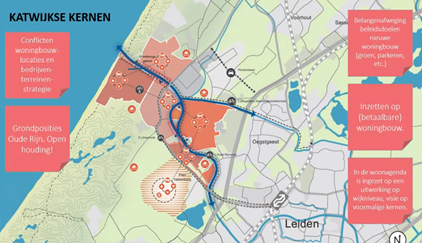 KATWIJKSE KERNEN
Conflicten
woningbouw-
locaties en
bedrijven-
terreinen-
strategie
Grondposities
Oude Rijn. Open
houding!
Voorhout
Oegstgeest
Leiden
N
Belangenafweging
beleidsdoelen
nieuwe
woningbouw
(groen, parkeren,
etc.)
Inzetten op
(betaalbare)
woningbouw.
In de woonagenda
is ingezet op een
uitwerking op
wijkniveau, visie op
voormalige kernen.